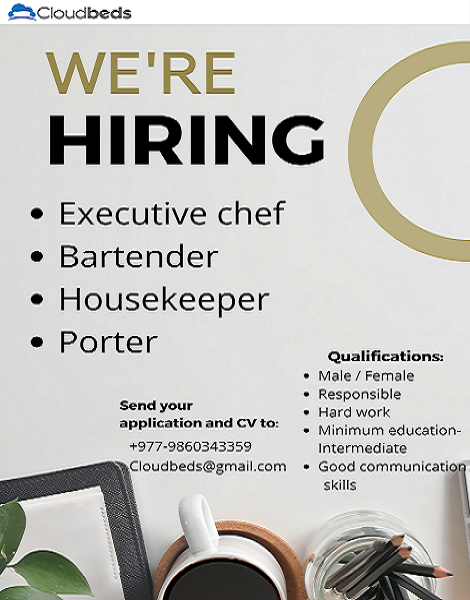 Cloudbeds
WE'RE
HIRING
• Executive chef
• Bartender
• Housekeeper
• Porter
Qualifications:
• Male / Female
• Responsible
• Hard work
• Minimum education-
Intermediate
• Good communication
skills
Send your
application and CV to:
+977-9860343359
Cloudbeds@gmail.com